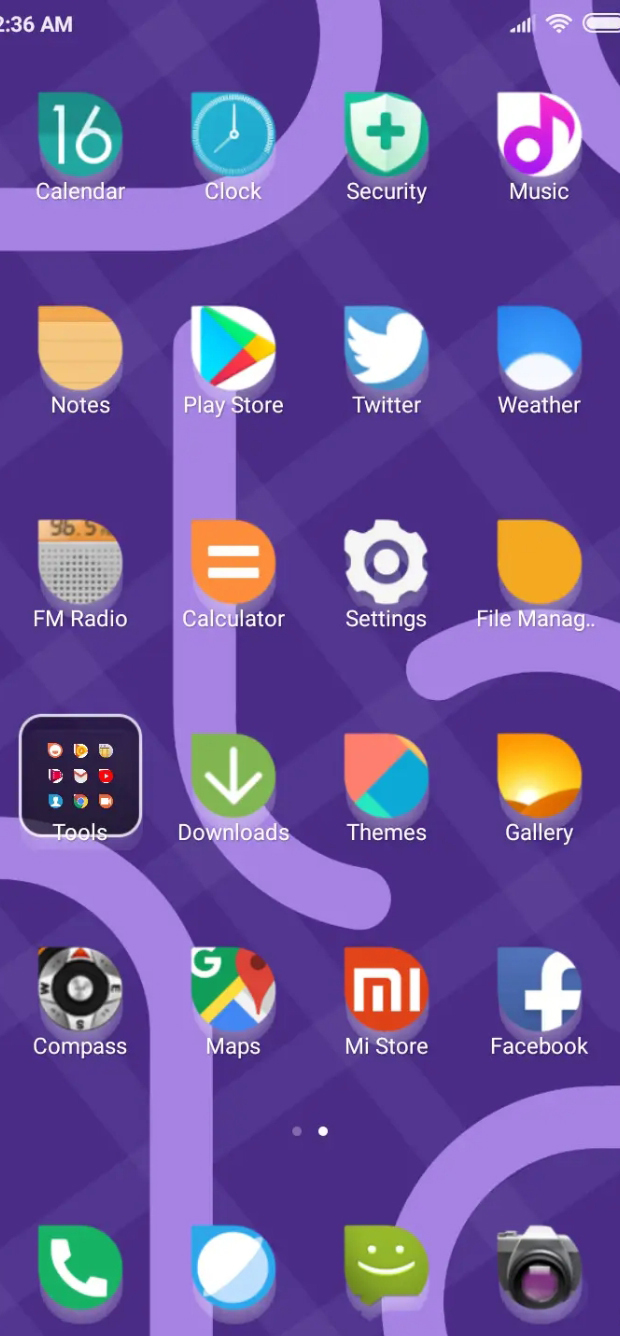 2:36 AM
16
Calendar
Clock
Security
Music
Notes
Play Store
Twitter
Weather
96.5
FM Radio
Calculator
Settings
File Manag..
Tools
Downloads
Themes
Gallery
W
E
S
Compass
G
Maps
mi
Mi Store
f
Facebook